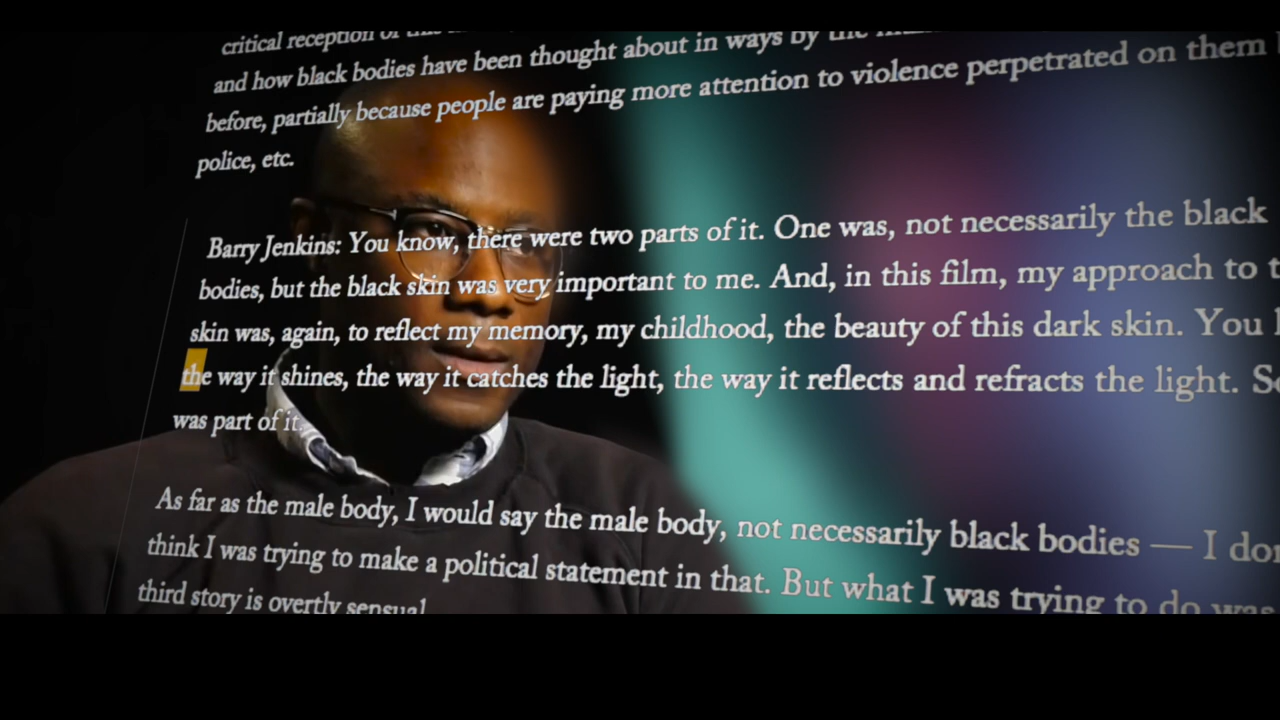 critical reception of
and how black bodies have been thought about in ways by the
before, partially because people are paying more attention to violence perpetrated on them
police, etc.
Barry Jenkins: You know, there were two parts of it. One was, not necessarily the black
bodies, but the black skin was very important to me. And, in this film, my approach to
skin was, again, to reflect my memory, my childhood, the beauty of this dark skin. You
the way it shines, the way it catches the light, the way it reflects and refracts the light. So
was part of it.
As far as the male body, I would say the male body, not necessarily black bodies — I
think I was trying to make a political statement in that. But what I was trying to do was
third story is overtly sensual